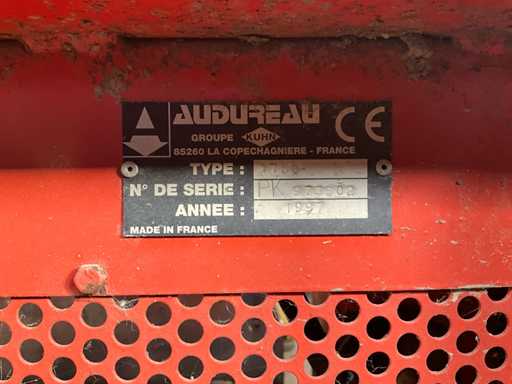 AUDUREAU
GROUPE KUHN CE
85260 LA COPECHAGNIERE - FRANCE
TYPE :
N° DE SERIE : PK
ANNEE : 1997
MADE IN FRANCE